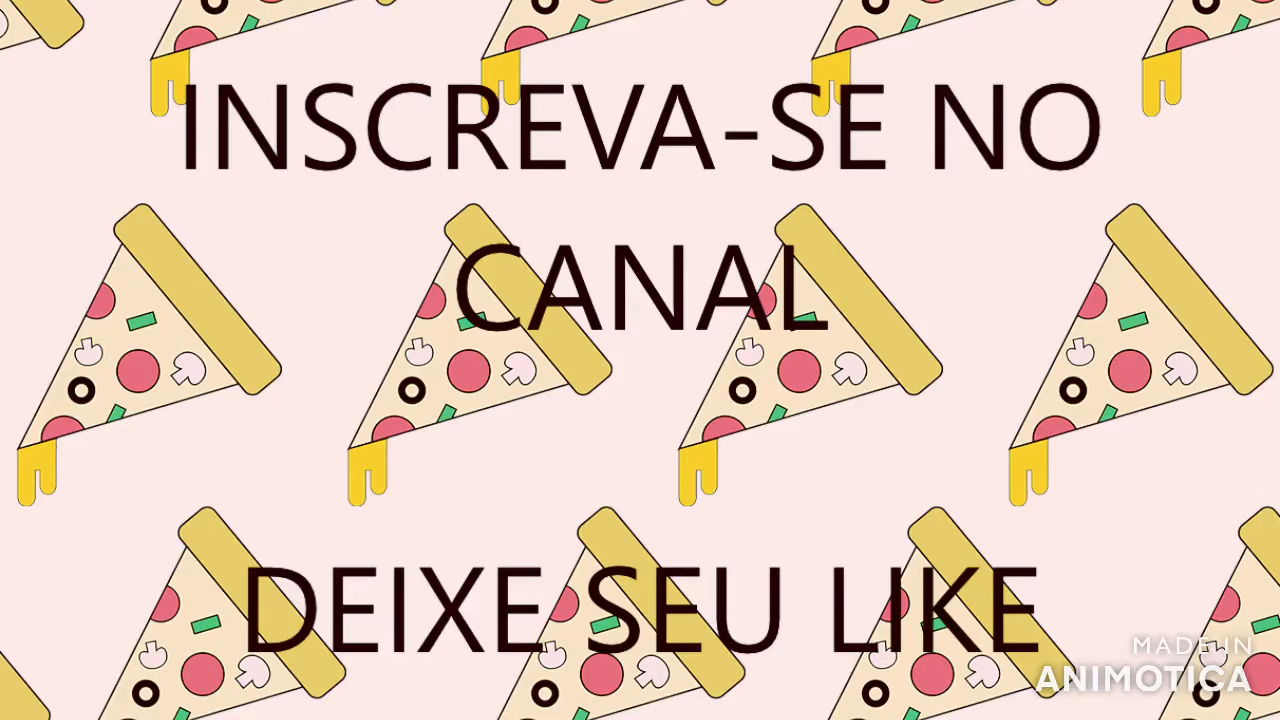 INSCREVA-SE NO
CANAL
DEIXE SEU LIKE
MADE IN
ANIMOTICA